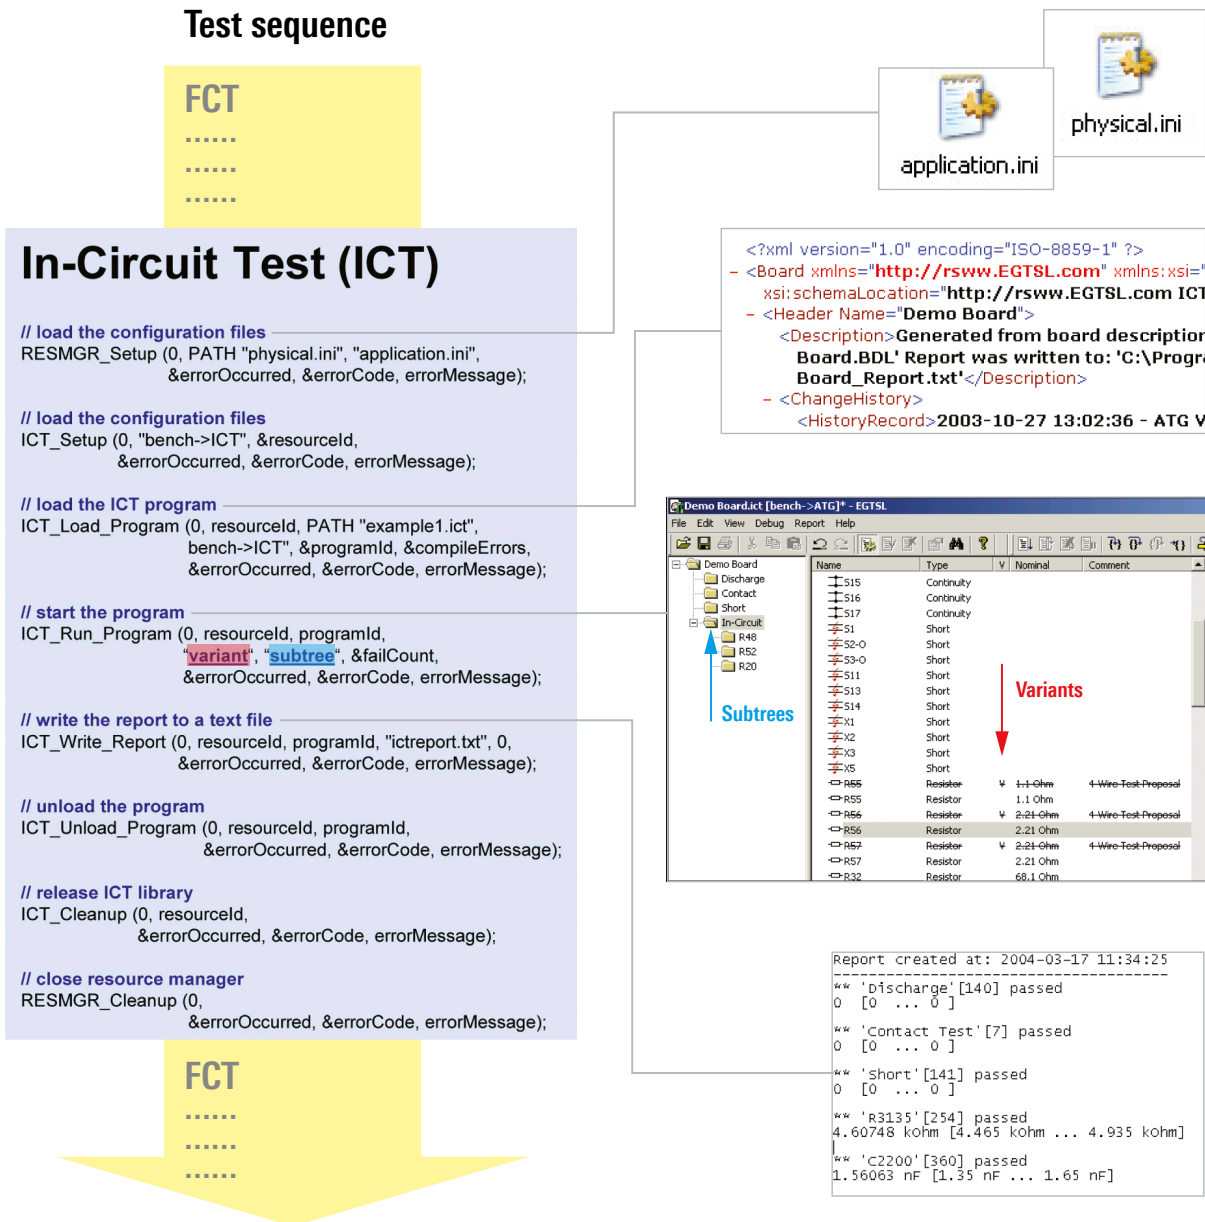 Test sequence
FCT
......
......
......
In-Circuit Test (ICT)
// load the configuration files
RESMGR_Setup (0, PATH "physical.ini", "application.ini",
&errorOccurred, &errorCode, errorMessage);
// load the configuration files
ICT_Setup (0, "bench->ICT", &resourceId,
&errorOccurred, &errorCode, errorMessage);
// load the ICT program
ICT_Load_Program (0, resourceId, PATH "example1.ict",
bench->ICT", &programId, &compileErrors,
&errorOccurred, &errorCode, errorMessage);
// start the program
ICT_Run_Program (0, resourceId, programId,
"variant", "subtree", &failCount,
&errorOccurred, &errorCode, errorMessage);
// write the report to a text file
ICT_Write_Report (0, resourceId, programId, "ictreport.txt", 0,
&errorOccurred, &errorCode, errorMessage);
// unload the program
ICT_Unload_Program (0, resourceId, programId,
&errorOccurred, &errorCode, errorMessage);
// release ICT library
ICT_Cleanup (0, resourceId,
&errorOccurred, &errorCode, errorMessage);
// close resource manager
RESMGR_Cleanup (0,
&errorOccurred, &errorCode, errorMessage);
FCT
......
......
......
physical.ini
application.ini
<?xml version="1.0" encoding="ISO-8859-1" ?>
- <Board xmlns="http://rsww.EGTSL.com" xmlns:xsi="
xsi:schemaLocation="http://rsww.EGTSL.com ICT
- <Header Name="Demo Board">
<Description>Generated from board description
Board.BDL' Report was written to: 'C:\Progra
Board_Report.txt'</Description>
- <ChangeHistory>
<HistoryRecord>2003-10-27 13:02:36 - ATG V
Demo Board.ict [bench->ATG]* - EGTSL
File Edit View Debug Report Help
Demo Board
Discharge
Contact
Short
In-Circuit
R48
R52
R20
Subtrees
Name Type V Nominal Comment
S15 Continuity
S16 Continuity
S17 Continuity
S1 Short
S2-O Short
S3-O Short
S11 Short
S13 Short
S14 Short
X1 Short
X2 Short
X3 Short
X5 Short
R55 Resistor V 1.1 Ohm 4-Wire Test Proposal
R55 Resistor 1.1 Ohm
R56 Resistor V 2.21 Ohm 4-Wire Test Proposal
R56 Resistor 2.21 Ohm
R57 Resistor V 2.21 Ohm 4-Wire Test Proposal
R57 Resistor 2.21 Ohm
R32 Resistor 68.1 Ohm
Variants
Report created at: 2004-03-17 11:34:25
---------------------------------------
** 'Discharge'[140] passed
0 [0 ... 0 ]
** 'Contact Test'[7] passed
0 [0 ... 0 ]
** 'Short'[141] passed
0 [0 ... 0 ]
** 'R3135'[254] passed
4.60748 kOhm [4.465 kOhm ... 4.935 kOhm]
** 'C2200'[360] passed
1.56063 nF [1.35 nF ... 1.65 nF]